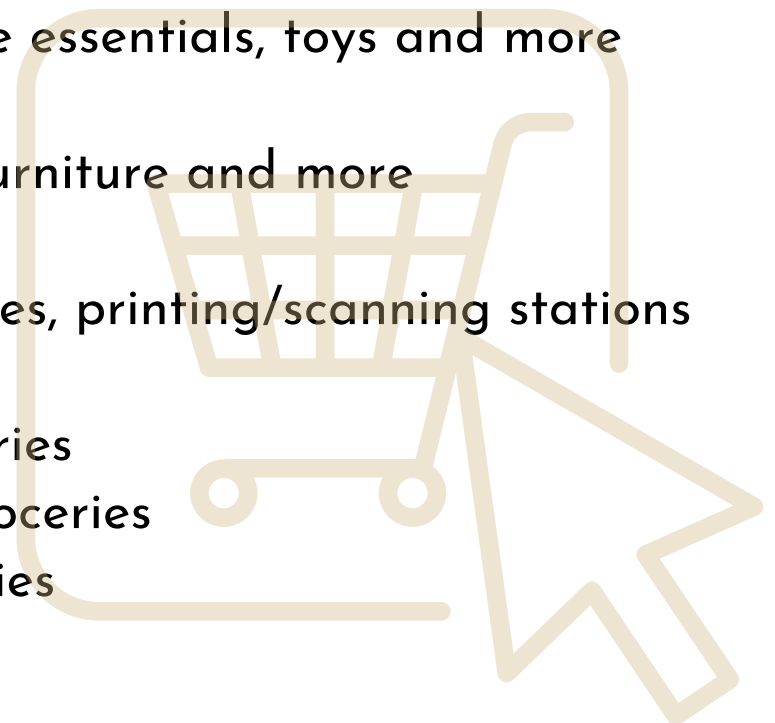 e essentials, toys and more
urniture and more
es, printing/scanning stations
ries
oceries
ies